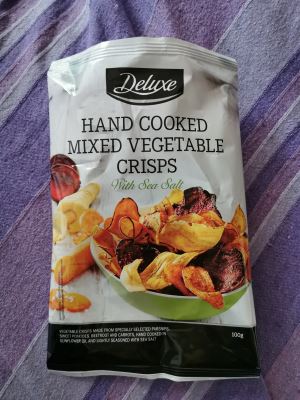 Deluxe
HAND COOKED
MIXED VEGETABLE
CRISPS
With Sea Salt
VEGETABLE CRISPS MADE FROM SPECIALLY SELECTED PARSNIPS,
SWEET POTATOES, BEETROOT AND CARROTS, HAND COOKED IN
SUNFLOWER OIL, AND LIGHTLY SEASONED WITH SEA SALT
100g